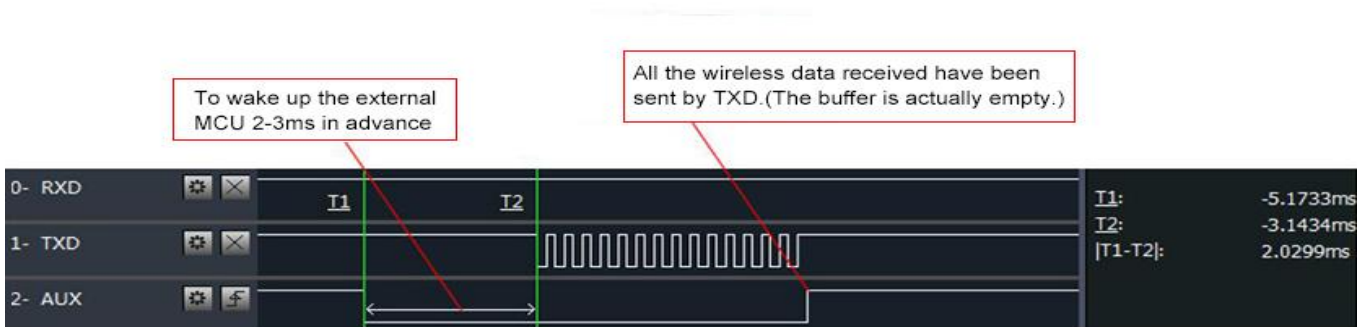 To wake up the external
MCU 2-3ms in advance
All the wireless data received have been
sent by TXD.(The buffer is actually empty.)
0- RXD
T1
T2
1- TXD
2- AUX
T1: -5.1733ms
T2: -3.1434ms
|T1-T2|: 2.0299ms